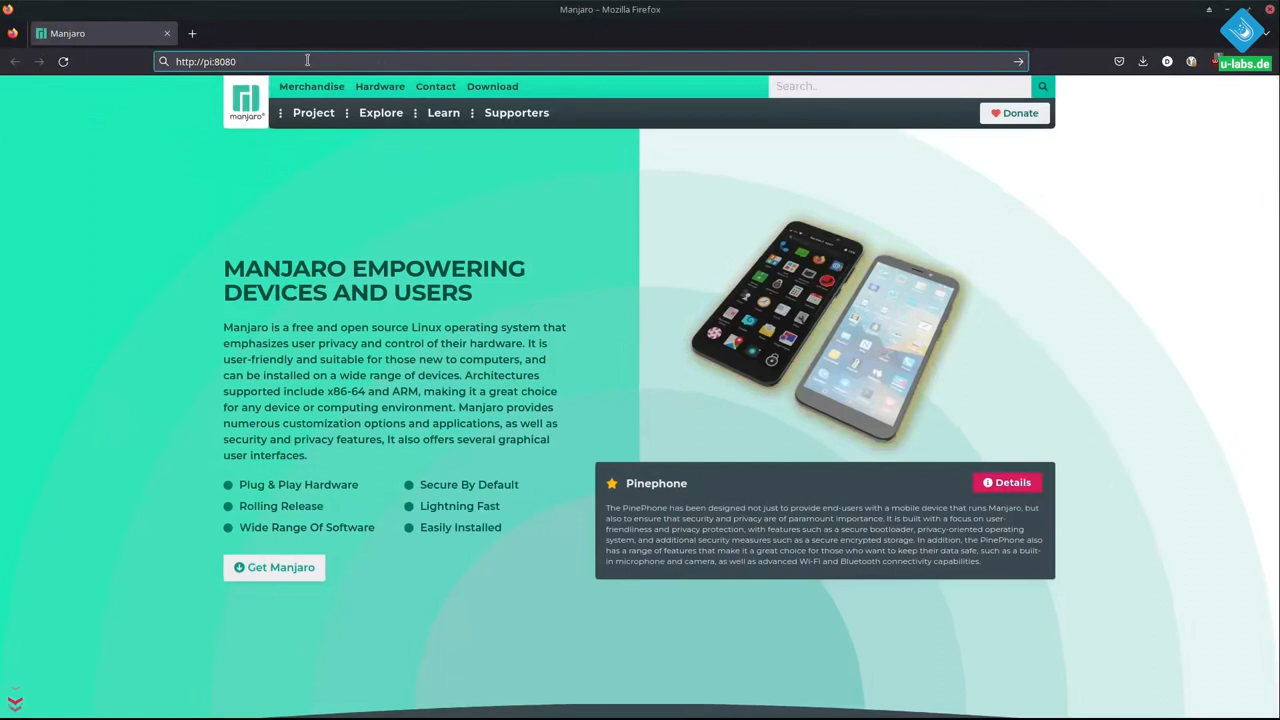 Manjaro – Mozilla Firefox
Manjaro
http://pi:8080
u-labs.de
Merchandise Hardware Contact Download
Search..
manjaro
Project Explore Learn Supporters
Donate
MANJARO EMPOWERING
DEVICES AND USERS
Manjaro is a free and open source Linux operating system that
emphasizes user privacy and control of their hardware. It is
user-friendly and suitable for those new to computers, and
can be installed on a wide range of devices. Architectures
supported include x86-64 and ARM, making it a great choice
for any device or computing environment. Manjaro provides
numerous customization options and applications, as well as
security and privacy features, It also offers several graphical
user interfaces.
Plug & Play Hardware
Secure By Default
Rolling Release
Lightning Fast
Wide Range Of Software
Easily Installed
Get Manjaro
Pinephone
Details
The PinePhone has been designed not just to provide end-users with a mobile device that runs Manjaro, but
also to ensure that security and privacy are of paramount importance. It is built with a focus on user-
friendliness and privacy protection, with features such as a secure bootloader, privacy-oriented operating
system, and additional security measures such as a secure encrypted storage. In addition, the PinePhone also
has a range of features that make it a great choice for those who want to keep their data safe, such as a built-
in microphone and camera, as well as advanced Wi-Fi and Bluetooth connectivity capabilities.